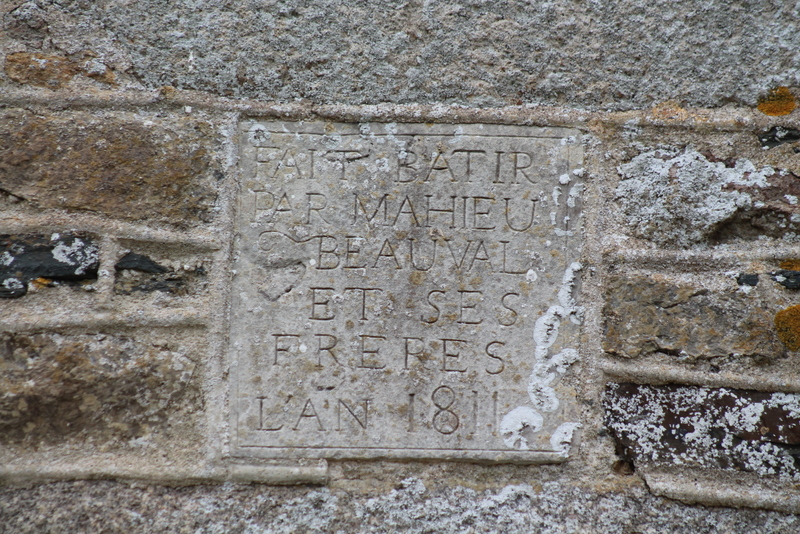 FAIT BATIR
PAR MAHIEU
BEAUVAL
ET SES
FRERES
L'AN 1811